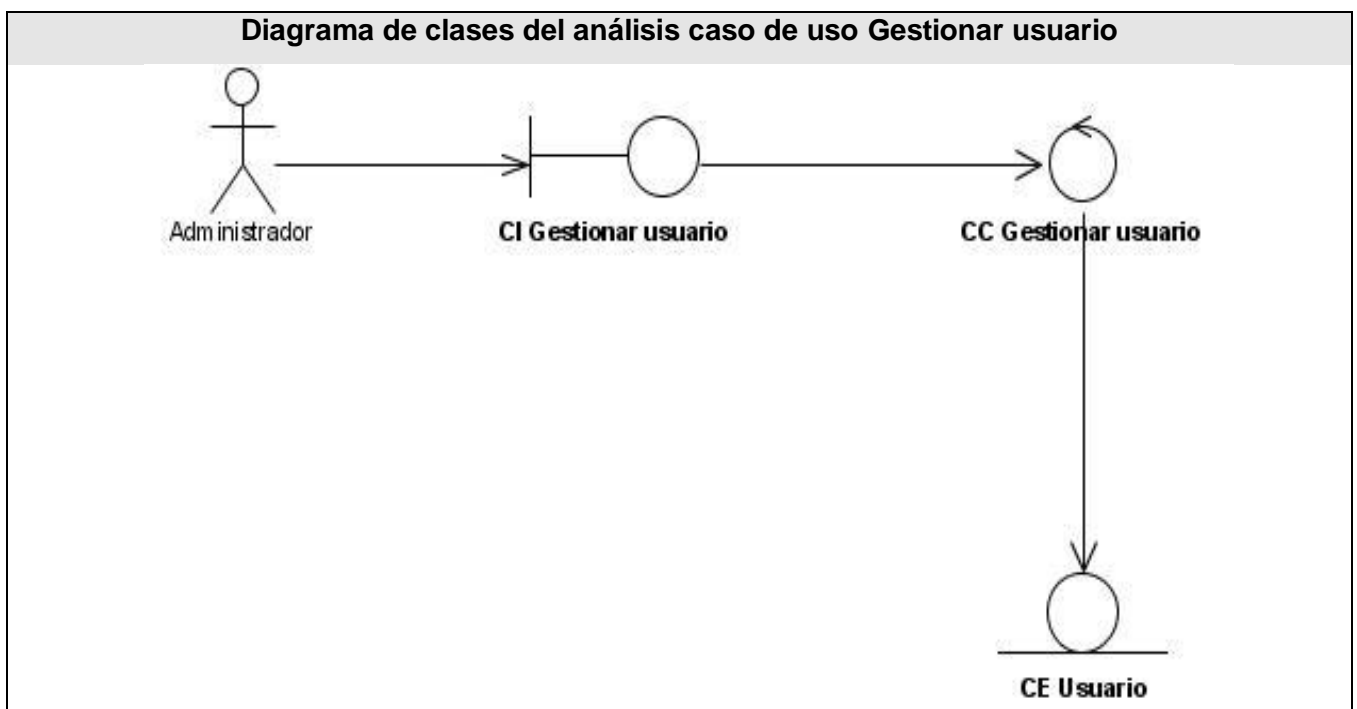 Diagrama de clases del análisis caso de uso Gestionar usuario
Administrador
CI Gestionar usuario
CC Gestionar usuario
CE Usuario